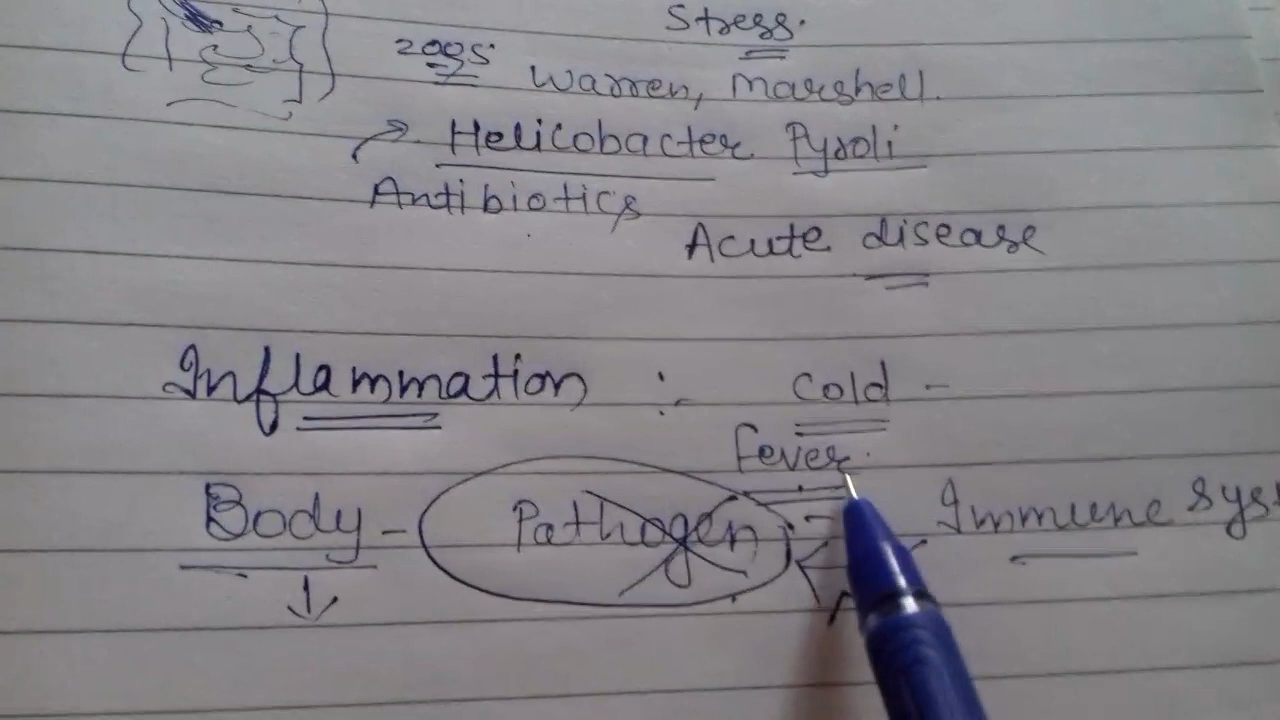 Stress.
2005
Warren, Marshell.
Helicobacter Pyroli
Antibiotics
Acute disease
Inflammation :- Cold -
Fever.
Body - Pathogen
Immune Sys